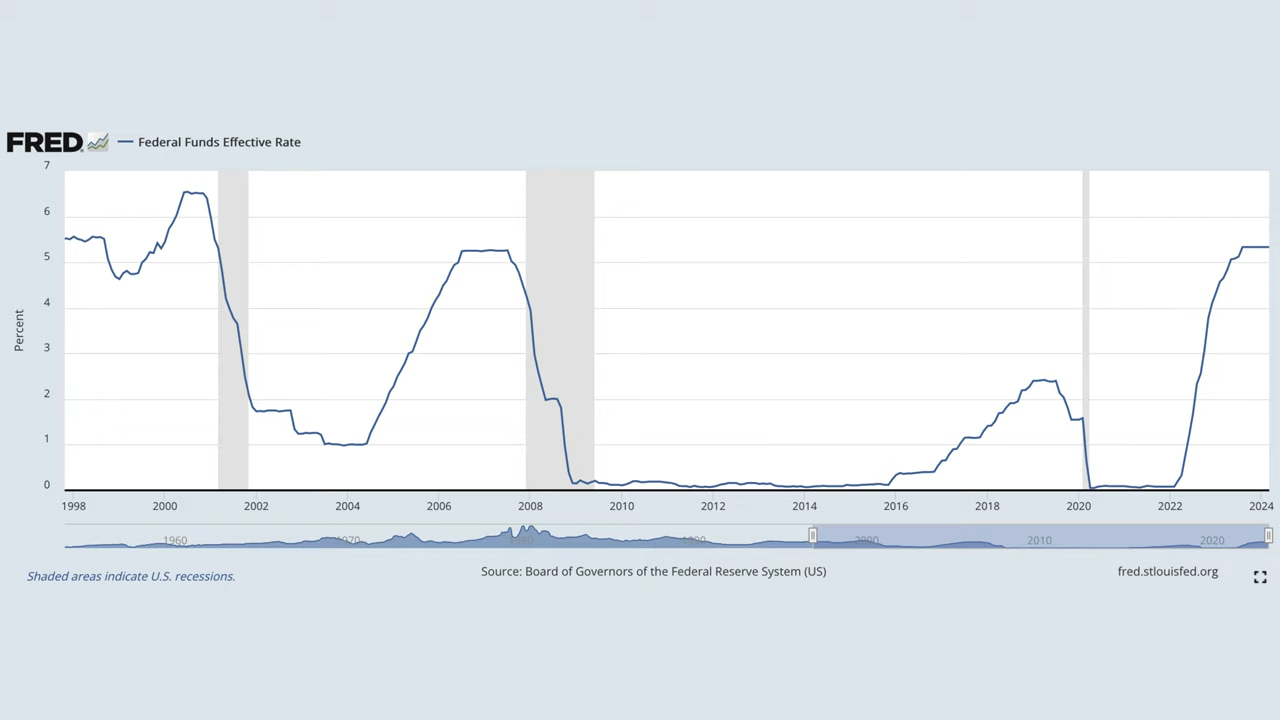 FRED
Federal Funds Effective Rate
7
6
5
4
3
2
1
0
Percent
1998 2000 2002 2004 2006 2008 2010 2012 2014 2016 2018 2020 2022 2024
1960 1970 1980 1990 2000 2010 2020
Shaded areas indicate U.S. recessions.
Source: Board of Governors of the Federal Reserve System (US)
fred.stlouisfed.org